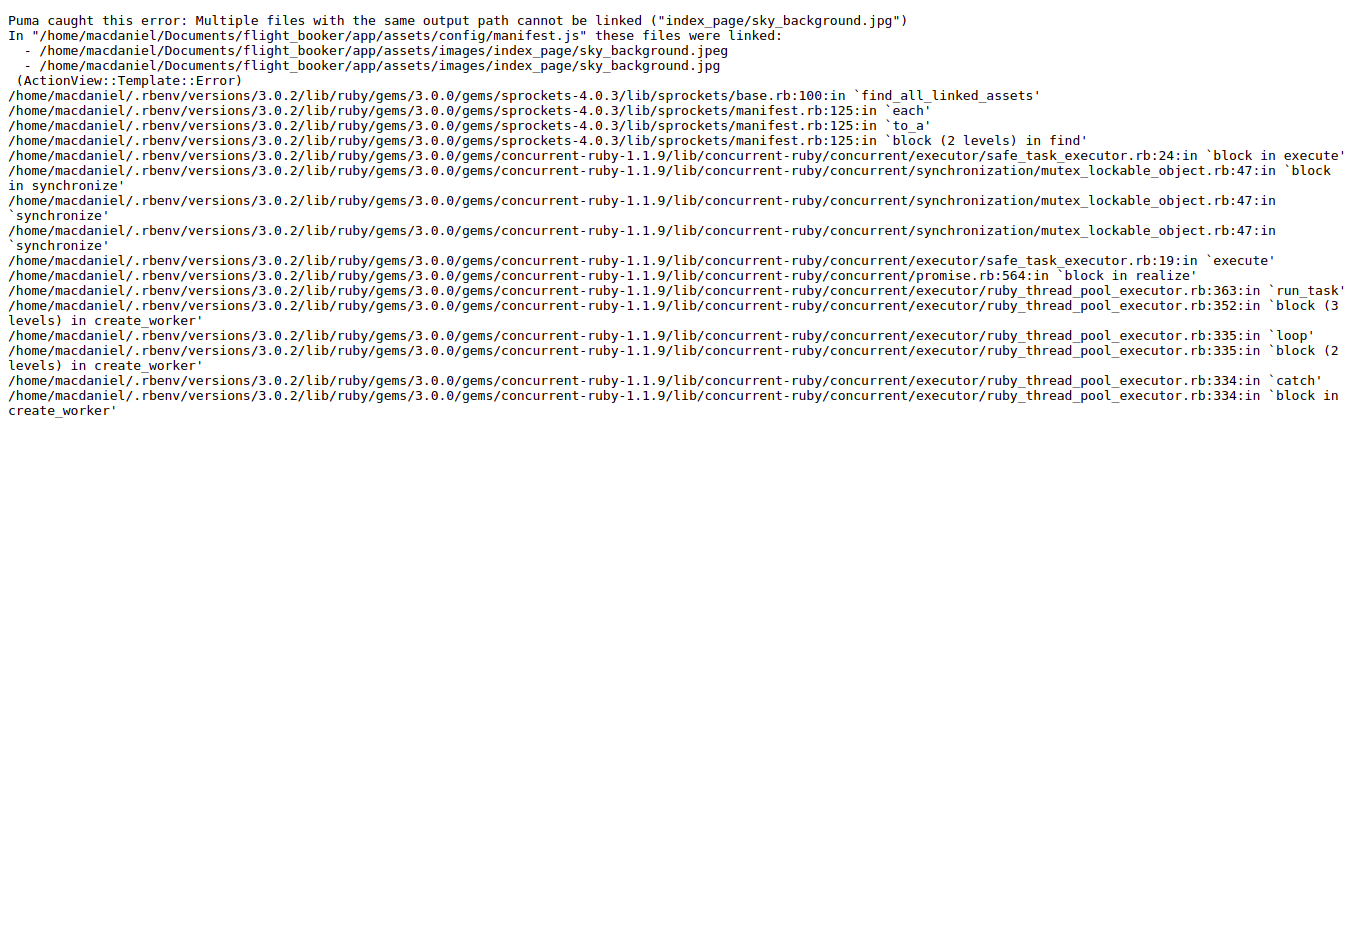 Puma caught this error: Multiple files with the same output path cannot be linked ("index_page/sky_background.jpg")
In "/home/macdaniel/Documents/flight_booker/app/assets/config/manifest.js" these files were linked:
  - /home/macdaniel/Documents/flight_booker/app/assets/images/index_page/sky_background.jpeg
  - /home/macdaniel/Documents/flight_booker/app/assets/images/index_page/sky_background.jpg
 (ActionView::Template::Error)
/home/macdaniel/.rbenv/versions/3.0.2/lib/ruby/gems/3.0.0/gems/sprockets-4.0.3/lib/sprockets/base.rb:100:in `find_all_linked_assets'
/home/macdaniel/.rbenv/versions/3.0.2/lib/ruby/gems/3.0.0/gems/sprockets-4.0.3/lib/sprockets/manifest.rb:125:in `each'
/home/macdaniel/.rbenv/versions/3.0.2/lib/ruby/gems/3.0.0/gems/sprockets-4.0.3/lib/sprockets/manifest.rb:125:in `to_a'
/home/macdaniel/.rbenv/versions/3.0.2/lib/ruby/gems/3.0.0/gems/sprockets-4.0.3/lib/sprockets/manifest.rb:125:in `block (2 levels) in find'
/home/macdaniel/.rbenv/versions/3.0.2/lib/ruby/gems/3.0.0/gems/concurrent-ruby-1.1.9/lib/concurrent-ruby/concurrent/executor/safe_task_executor.rb:24:in `block in execute'
/home/macdaniel/.rbenv/versions/3.0.2/lib/ruby/gems/3.0.0/gems/concurrent-ruby-1.1.9/lib/concurrent-ruby/concurrent/synchronization/mutex_lockable_object.rb:47:in `block
in synchronize'
/home/macdaniel/.rbenv/versions/3.0.2/lib/ruby/gems/3.0.0/gems/concurrent-ruby-1.1.9/lib/concurrent-ruby/concurrent/synchronization/mutex_lockable_object.rb:47:in
`synchronize'
/home/macdaniel/.rbenv/versions/3.0.2/lib/ruby/gems/3.0.0/gems/concurrent-ruby-1.1.9/lib/concurrent-ruby/concurrent/synchronization/mutex_lockable_object.rb:47:in
`synchronize'
/home/macdaniel/.rbenv/versions/3.0.2/lib/ruby/gems/3.0.0/gems/concurrent-ruby-1.1.9/lib/concurrent-ruby/concurrent/executor/safe_task_executor.rb:19:in `execute'
/home/macdaniel/.rbenv/versions/3.0.2/lib/ruby/gems/3.0.0/gems/concurrent-ruby-1.1.9/lib/concurrent-ruby/concurrent/promise.rb:564:in `block in realize'
/home/macdaniel/.rbenv/versions/3.0.2/lib/ruby/gems/3.0.0/gems/concurrent-ruby-1.1.9/lib/concurrent-ruby/concurrent/executor/ruby_thread_pool_executor.rb:363:in `run_task'
/home/macdaniel/.rbenv/versions/3.0.2/lib/ruby/gems/3.0.0/gems/concurrent-ruby-1.1.9/lib/concurrent-ruby/concurrent/executor/ruby_thread_pool_executor.rb:352:in `block (3
levels) in create_worker'
/home/macdaniel/.rbenv/versions/3.0.2/lib/ruby/gems/3.0.0/gems/concurrent-ruby-1.1.9/lib/concurrent-ruby/concurrent/executor/ruby_thread_pool_executor.rb:335:in `loop'
/home/macdaniel/.rbenv/versions/3.0.2/lib/ruby/gems/3.0.0/gems/concurrent-ruby-1.1.9/lib/concurrent-ruby/concurrent/executor/ruby_thread_pool_executor.rb:335:in `block (2
levels) in create_worker'
/home/macdaniel/.rbenv/versions/3.0.2/lib/ruby/gems/3.0.0/gems/concurrent-ruby-1.1.9/lib/concurrent-ruby/concurrent/executor/ruby_thread_pool_executor.rb:334:in `catch'
/home/macdaniel/.rbenv/versions/3.0.2/lib/ruby/gems/3.0.0/gems/concurrent-ruby-1.1.9/lib/concurrent-ruby/concurrent/executor/ruby_thread_pool_executor.rb:334:in `block in
create_worker'